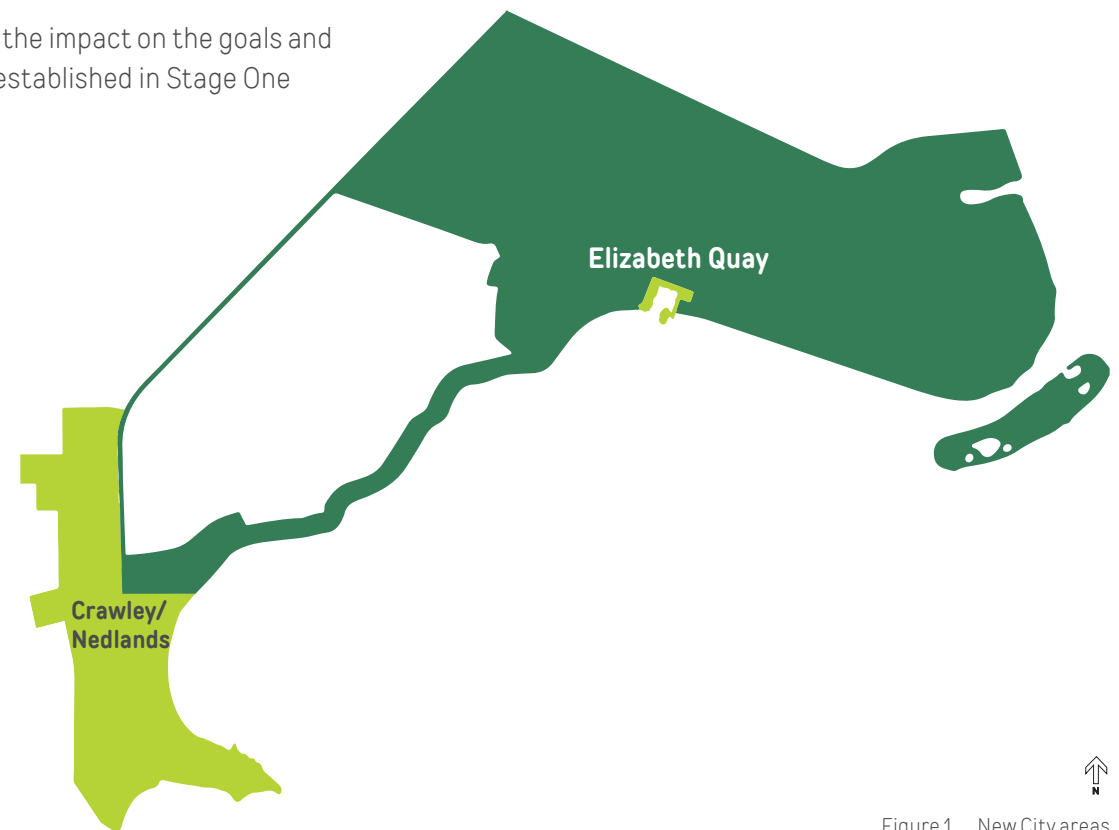 the impact on the goals and
established in Stage One
Elizabeth Quay
Crawley/
Nedlands
N
Figure 1 New City areas